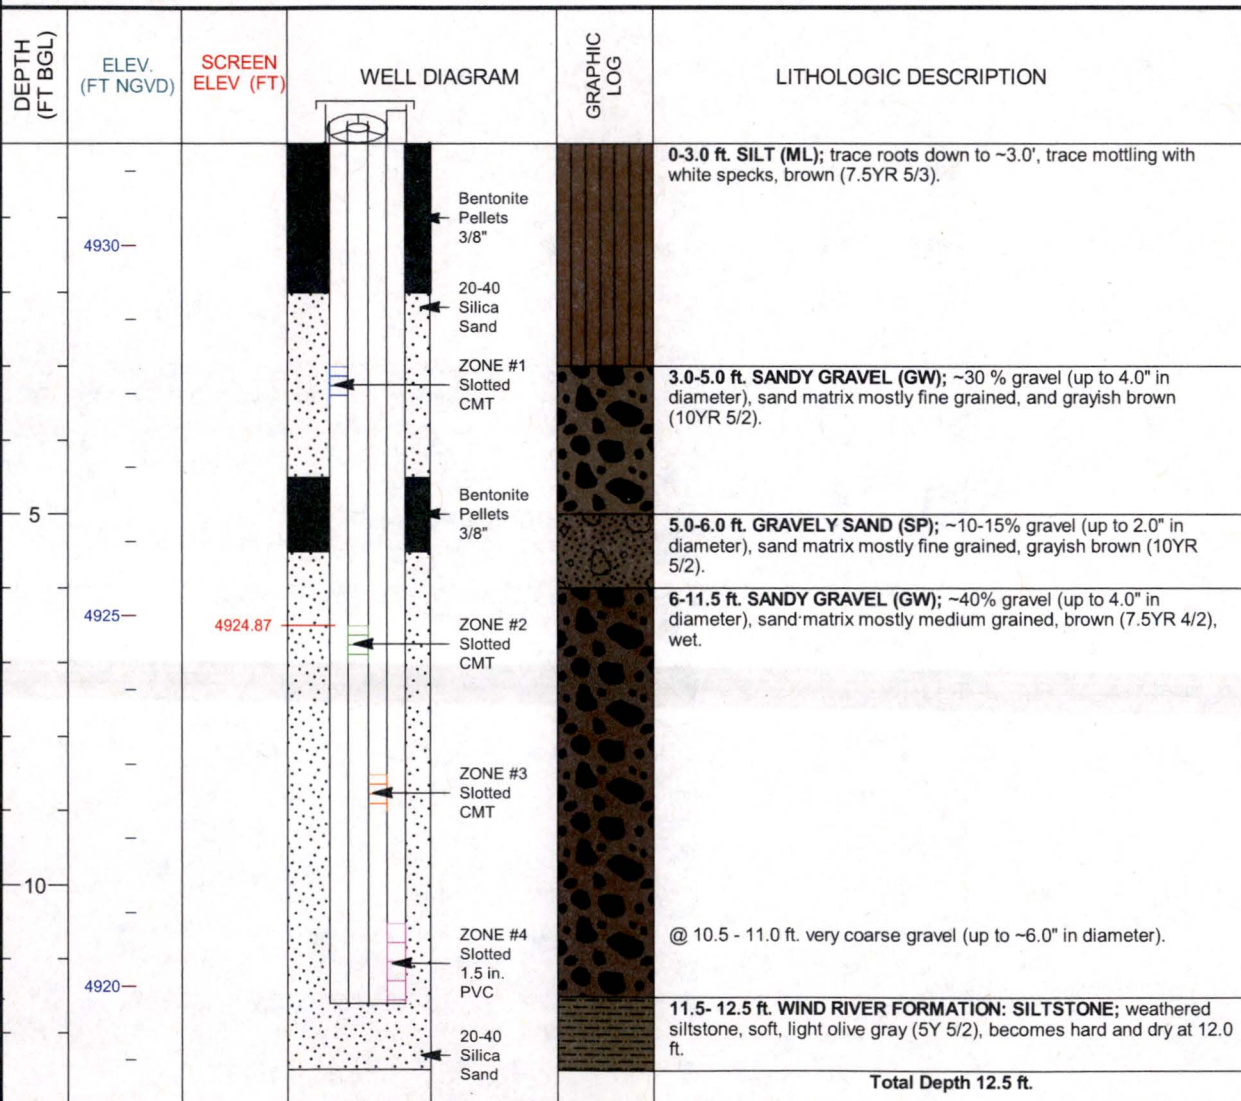 DEPTH
(FT BGL)
ELEV.
(FT NGVD)
SCREEN
ELEV (FT)
WELL DIAGRAM
GRAPHIC
LOG
LITHOLOGIC DESCRIPTION
0-3.0 ft. SILT (ML); trace roots down to ~3.0', trace mottling with
white specks, brown (7.5YR 5/3).
Bentonite
Pellets
3/8"
4930
20-40
Silica
Sand
ZONE #1
Slotted
CMT
3.0-5.0 ft. SANDY GRAVEL (GW); ~30 % gravel (up to 4.0" in
diameter), sand matrix mostly fine grained, and grayish brown
(10YR 5/2).
Bentonite
Pellets
3/8"
5
5.0-6.0 ft. GRAVELY SAND (SP); ~10-15% gravel (up to 2.0" in
diameter), sand matrix mostly fine grained, grayish brown (10YR
5/2).
6-11.5 ft. SANDY GRAVEL (GW); ~40% gravel (up to 4.0" in
diameter), sand matrix mostly medium grained, brown (7.5YR 4/2),
wet.
4925
4924.87
ZONE #2
Slotted
CMT
ZONE #3
Slotted
CMT
10
@ 10.5 - 11.0 ft. very coarse gravel (up to ~6.0" in diameter).
ZONE #4
Slotted
1.5 in.
PVC
4920
11.5- 12.5 ft. WIND RIVER FORMATION: SILTSTONE; weathered
siltstone, soft, light olive gray (5Y 5/2), becomes hard and dry at 12.0
ft.
20-40
Silica
Sand
Total Depth 12.5 ft.